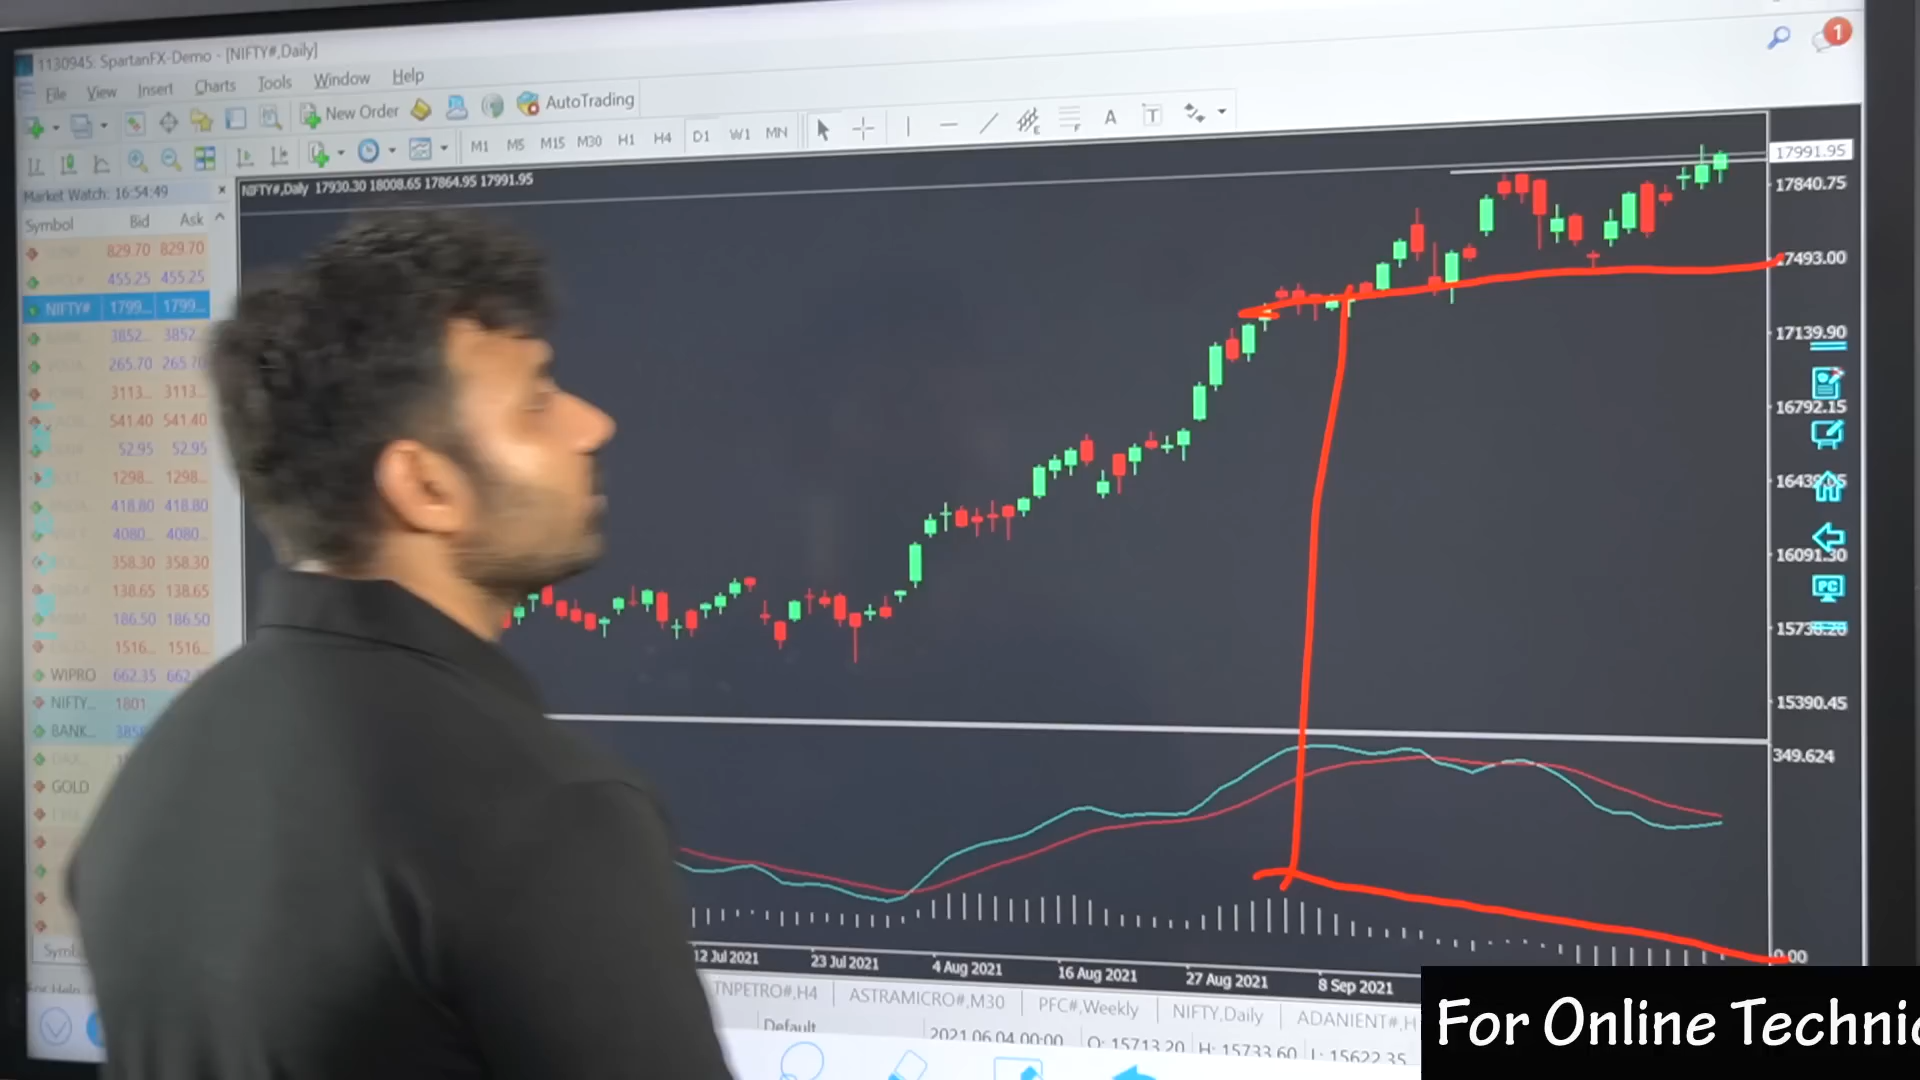 1130945: SpartanFX-Demo - [NIFTY#,Daily]
File View Insert Charts Tools Window Help
New Order AutoTrading
M1 M5 M15 M30 H1 H4 D1 W1 MN
1
Market Watch: 16:54:49
Symbol Bid Ask
829.70 829.70
455.25 455.25
NIFTY# 1799... 1799...
3852... 3852...
265.70 265.70
3113... 3113...
541.40 541.40
52.95 52.95
1298... 1298...
418.80 418.80
4080... 4080...
358.30 358.30
138.65 138.65
186.50 186.50
1516... 1516...
WIPRO 662.35
NIFTY... 1801
BANK...
GOLD
NIFTY#,Daily 17930.30 18008.65 17864.95 17991.95
17991.95
17840.75
17493.00
17139.90
16792.15
16439.05
16091.30
PC
15390.45
349.624
0.00
12 Jul 2021 23 Jul 2021 4 Aug 2021 16 Aug 2021 27 Aug 2021 8 Sep 2021
TNPETRO#,H4 ASTRAMICRO#,M30 PFC#,Weekly NIFTY,Daily ADANIENT#,H
For Help
Default 2021.06.04 00:00 O: 15713.20 H: 15733.60 L: 15622.35
For Online Technic